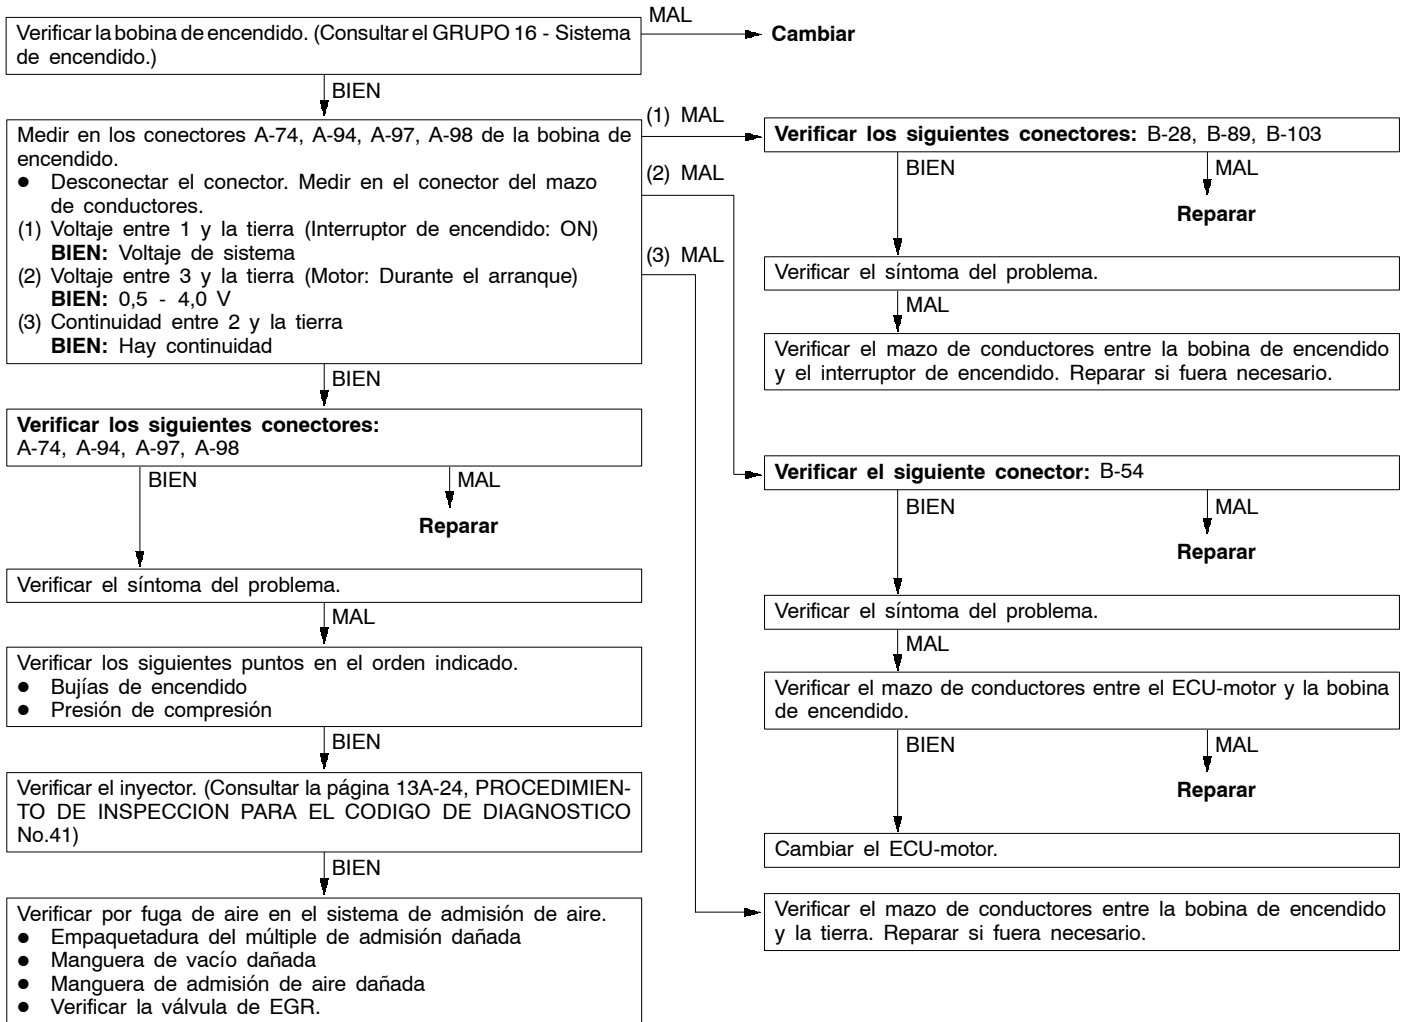 Verificar la bobina de encendido. (Consultar el GRUPO 16 - Sistema
de encendido.)
MAL
Cambiar
BIEN
Medir en los conectores A-74, A-94, A-97, A-98 de la bobina de
encendido.
● Desconectar el conector. Medir en el conector del mazo
de conductores.
(1) Voltaje entre 1 y la tierra (Interruptor de encendido: ON)
BIEN: Voltaje de sistema
(2) Voltaje entre 3 y la tierra (Motor: Durante el arranque)
BIEN: 0,5 - 4,0 V
(3) Continuidad entre 2 y la tierra
BIEN: Hay continuidad
(1) MAL
(2) MAL
(3) MAL
BIEN
Verificar los siguientes conectores:
A-74, A-94, A-97, A-98
BIEN
MAL
Reparar
Verificar el síntoma del problema.
MAL
Verificar los siguientes puntos en el orden indicado.
● Bujías de encendido
● Presión de compresión
BIEN
Verificar el inyector. (Consultar la página 13A-24, PROCEDIMIEN-
TO DE INSPECCION PARA EL CODIGO DE DIAGNOSTICO
No.41)
BIEN
Verificar por fuga de aire en el sistema de admisión de aire.
● Empaquetadura del múltiple de admisión dañada
● Manguera de vacío dañada
● Manguera de admisión de aire dañada
● Verificar la válvula de EGR.
Verificar los siguientes conectores: B-28, B-89, B-103
BIEN
MAL
Reparar
Verificar el síntoma del problema.
MAL
Verificar el mazo de conductores entre la bobina de encendido
y el interruptor de encendido. Reparar si fuera necesario.
Verificar el siguiente conector: B-54
BIEN
MAL
Reparar
Verificar el síntoma del problema.
MAL
Verificar el mazo de conductores entre el ECU-motor y la bobina
de encendido.
BIEN
MAL
Reparar
Cambiar el ECU-motor.
Verificar el mazo de conductores entre la bobina de encendido
y la tierra. Reparar si fuera necesario.